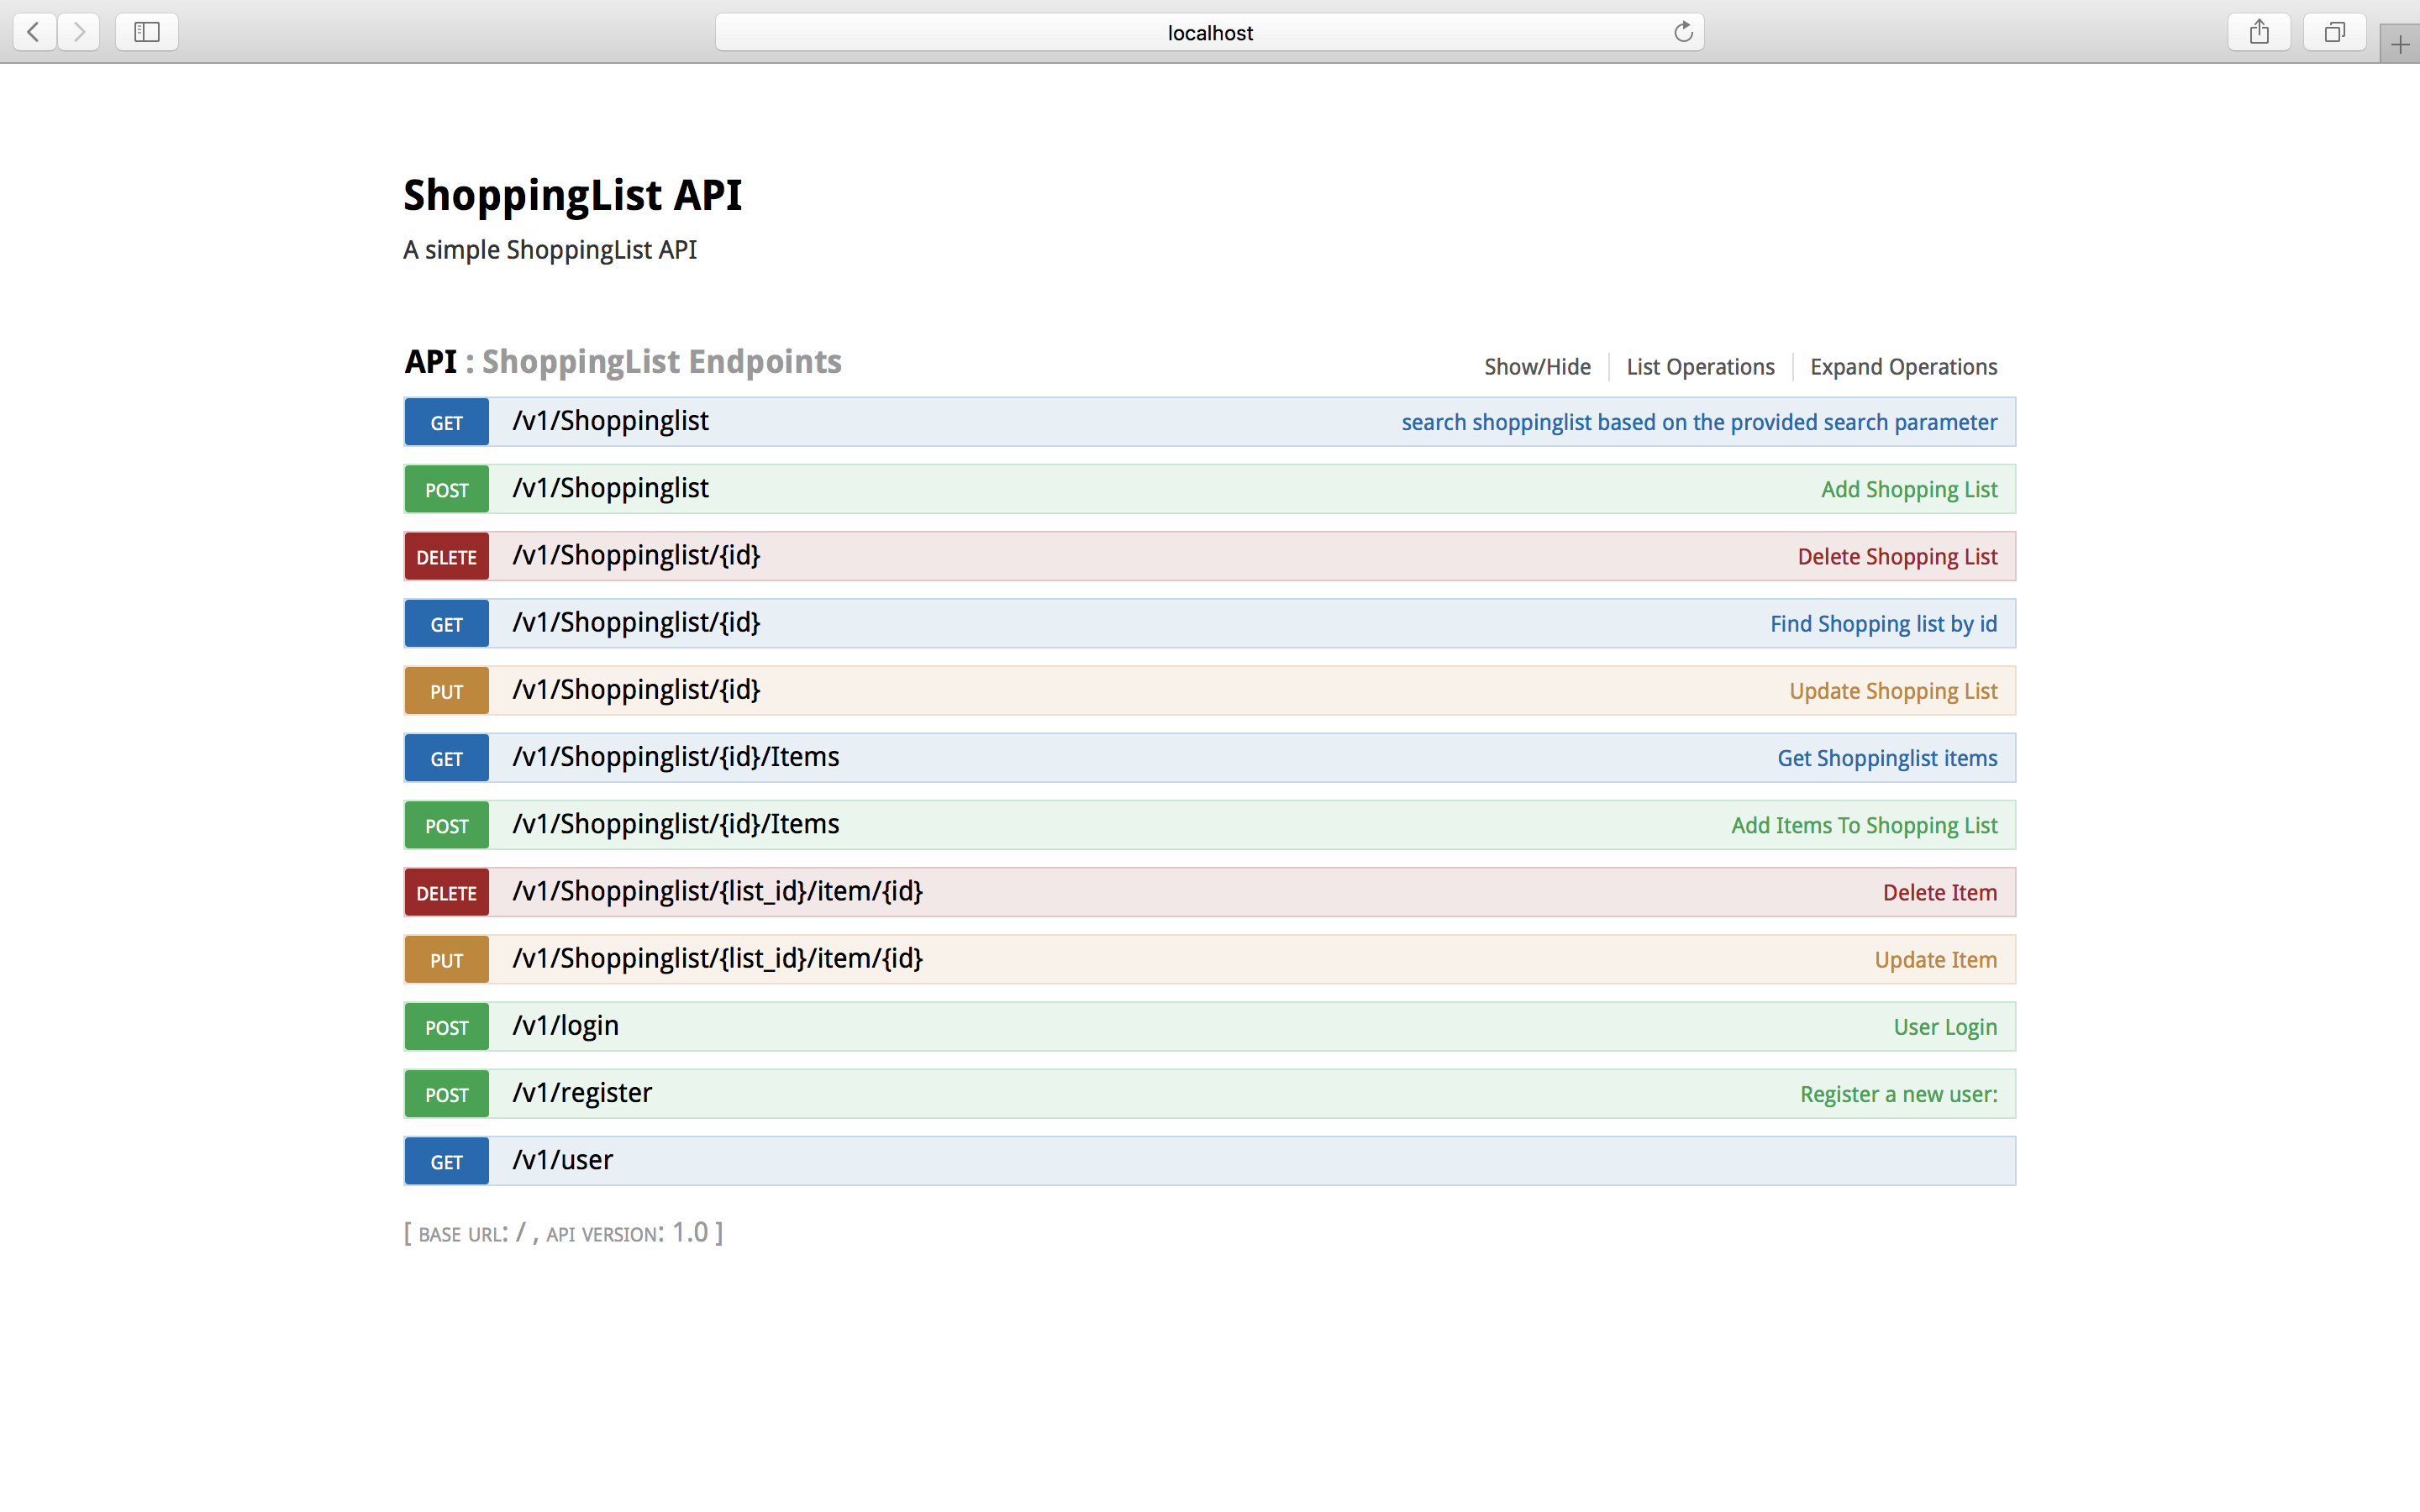 localhost
ShoppingList API
A simple ShoppingList API
API : ShoppingList Endpoints Show/Hide List Operations Expand Operations
GET /v1/Shoppinglist search shoppinglist based on the provided search parameter
POST /v1/Shoppinglist Add Shopping List
DELETE /v1/Shoppinglist/{id} Delete Shopping List
GET /v1/Shoppinglist/{id} Find Shopping list by id
PUT /v1/Shoppinglist/{id} Update Shopping List
GET /v1/Shoppinglist/{id}/Items Get Shoppinglist items
POST /v1/Shoppinglist/{id}/Items Add Items To Shopping List
DELETE /v1/Shoppinglist/{list_id}/item/{id} Delete Item
PUT /v1/Shoppinglist/{list_id}/item/{id} Update Item
POST /v1/login User Login
POST /v1/register Register a new user:
GET /v1/user
[ BASE URL: / , API VERSION: 1.0 ]